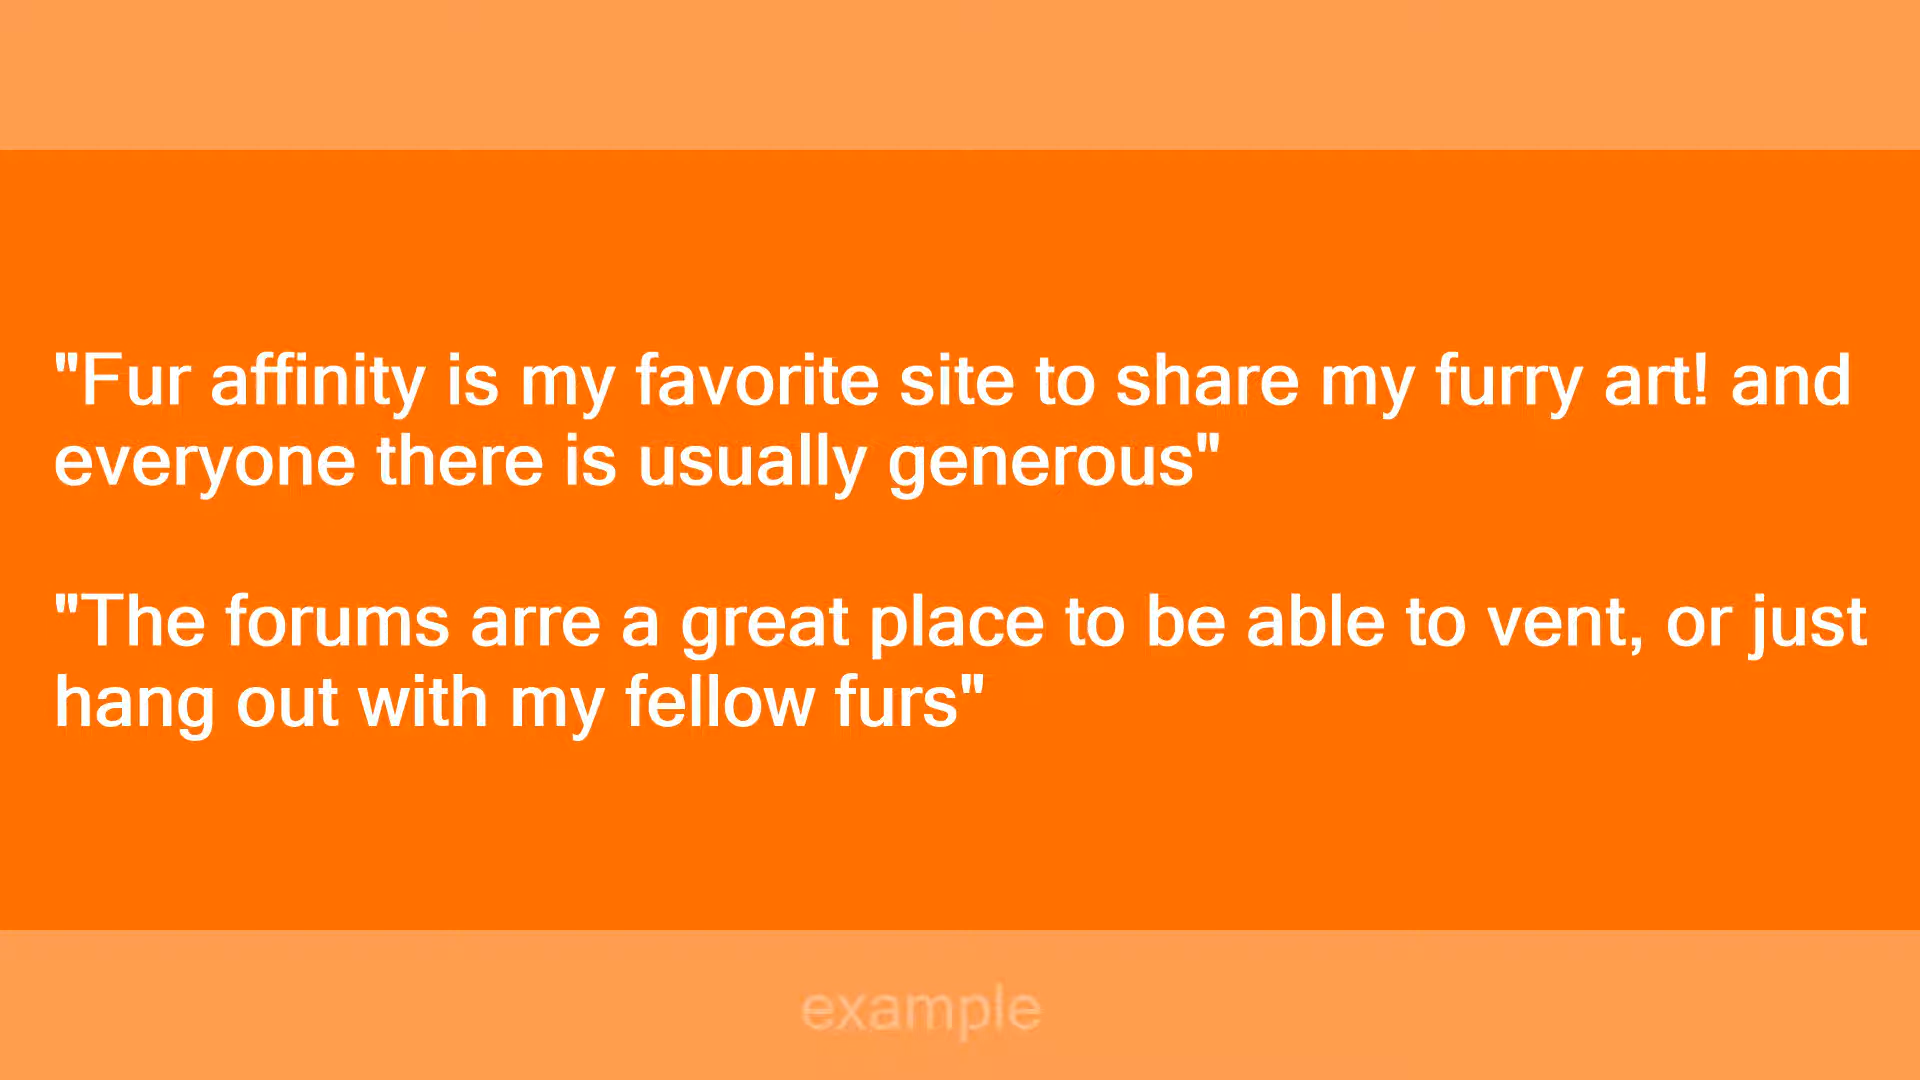 "Fur affinity is my favorite site to share my furry art! and
everyone there is usually generous"
"The forums arre a great place to be able to vent, or just
hang out with my fellow furs"
example